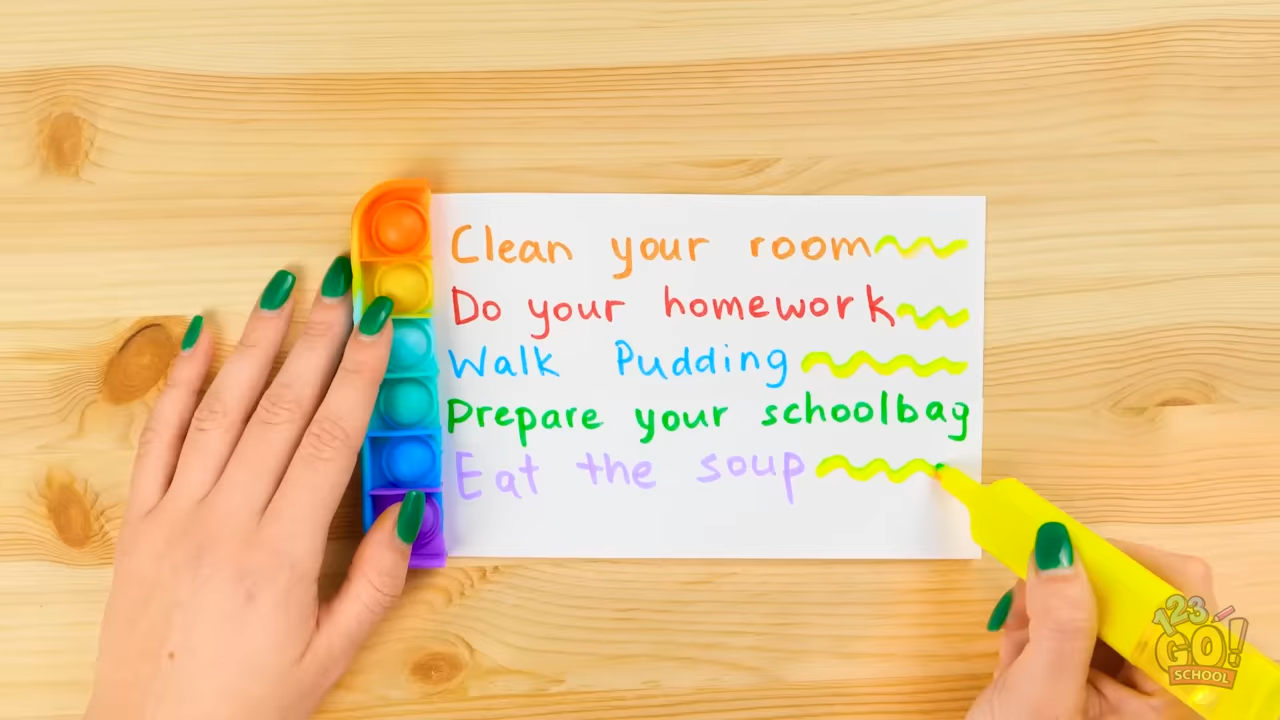 Clean your room
Do your homework
Walk Pudding
Prepare your schoolbag
Eat the soup
123
GO!
SCHOOL